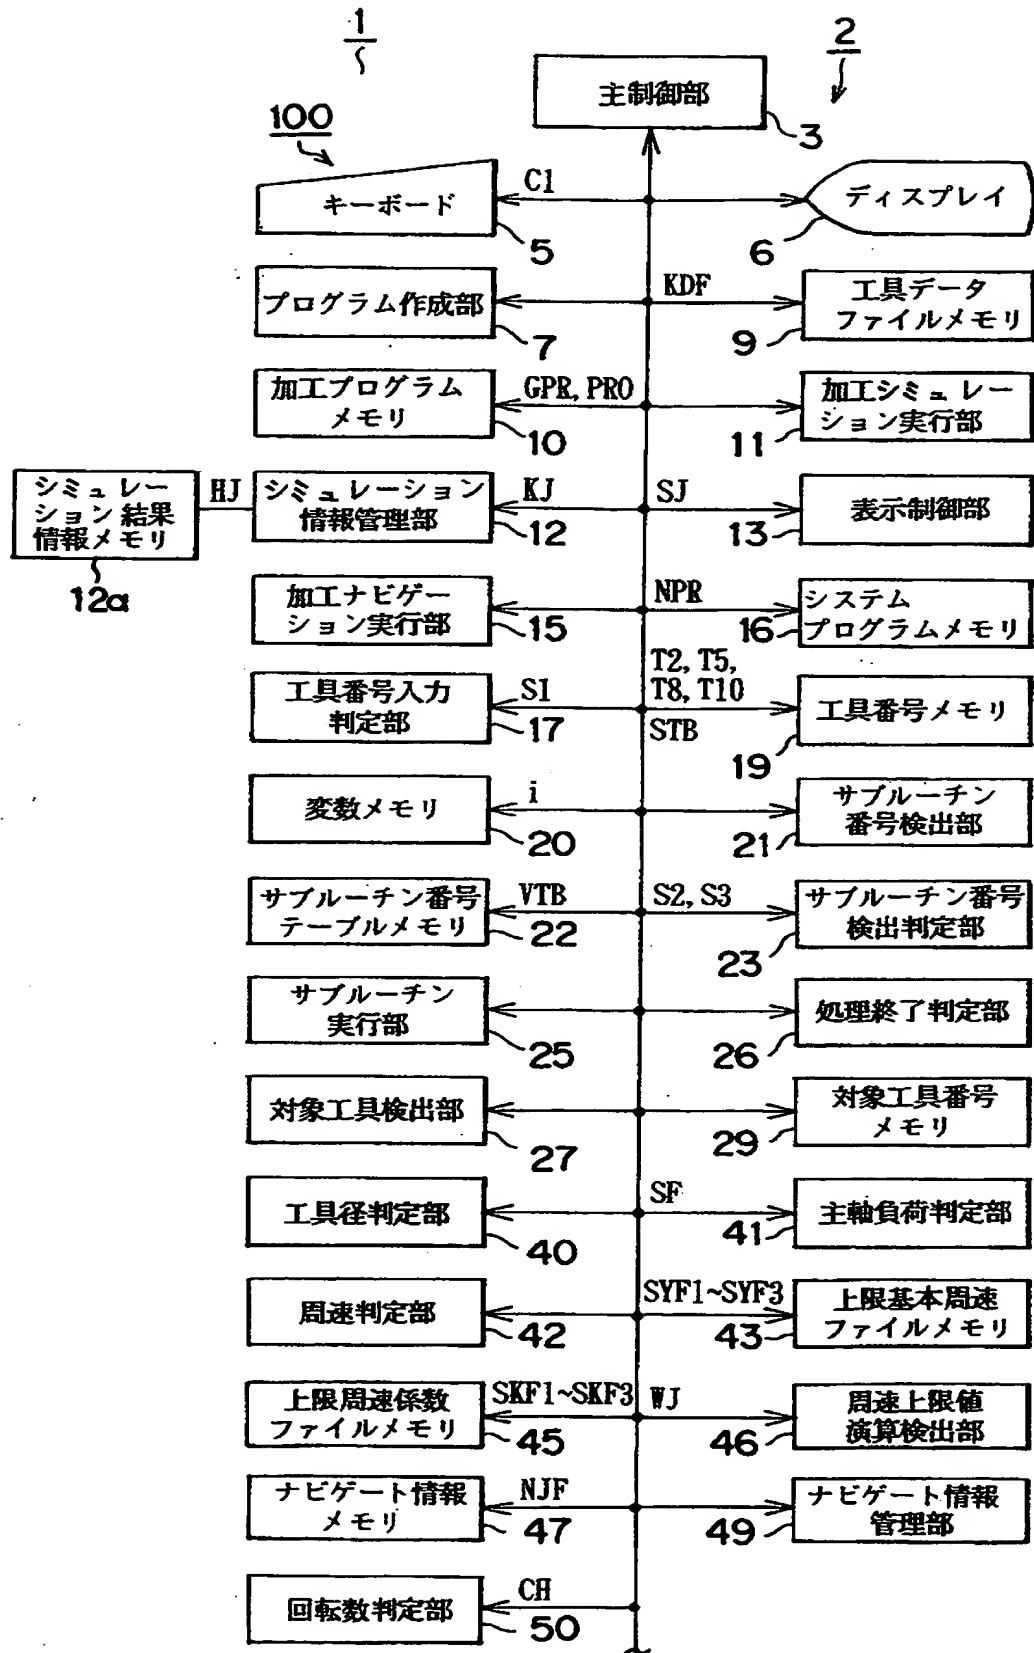 1
2
主制御部
3
100
C1
キーボード
5
ディスプレイ
6
プログラム作成部
7
KDF
工具データ
ファイルメモリ
9
加工プログラム
メモリ
10
GPR, PRO
加工シミュレー
ション実行部
11
シミュレー
ション結果
情報メモリ
12a
HJ
シミュレーション
情報管理部
12
KJ
SJ
表示制御部
13
加工ナビゲー
ション実行部
15
NPR
システム
プログラムメモリ
16
工具番号入力
判定部
17
S1
T2, T5,
T8, T10
STB
工具番号メモリ
19
変数メモリ
20
i
サブルーチン
番号検出部
21
サブルーチン番号
テーブルメモリ
22
VTB
S2, S3
サブルーチン番号
検出判定部
23
サブルーチン
実行部
25
処理終了判定部
26
対象工具検出部
27
対象工具番号
メモリ
29
工具径判定部
40
SF
主軸負荷判定部
41
周速判定部
42
SYF1~SYF3
上限基本周速
ファイルメモリ
43
上限周速係数
ファイルメモリ
45
SKF1~SKF3
WJ
周速上限値
演算検出部
46
ナビゲート情報
メモリ
47
NJF
ナビゲート情報
管理部
49
回転数判定部
50
CH